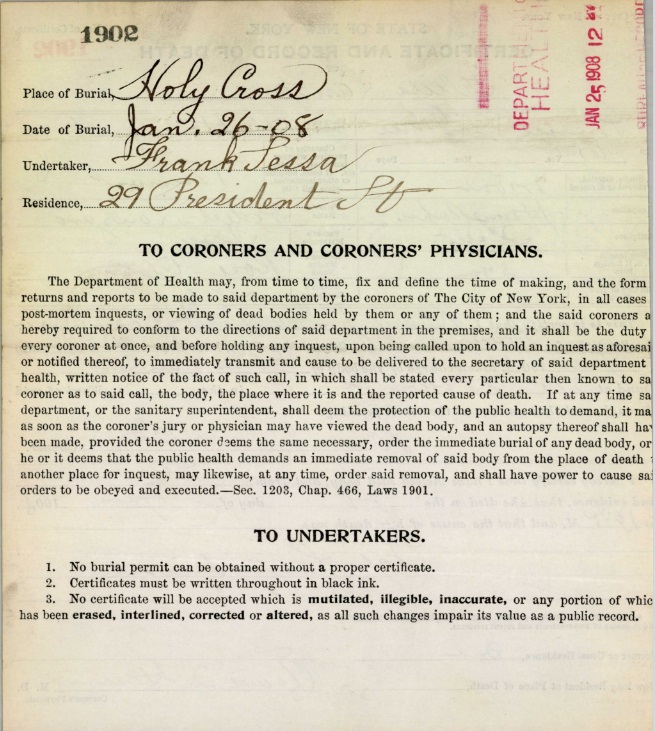 1902
DEPARTME
HEALTH
JAN 25 1908 12
Place of Burial, Holy Cross
Date of Burial, Jan. 26-08
Undertaker, Frank Sessa
Residence, 29 President St
TO CORONERS AND CORONERS' PHYSICIANS.
The Department of Health may, from time to time, fix and define the time of making, and the form
returns and reports to be made to said department by the coroners of The City of New York, in all cases
post-mortem inquests, or viewing of dead bodies held by them or any of them; and the said coroners a
hereby required to conform to the directions of said department in the premises, and it shall be the duty
every coroner at once, and before holding any inquest, upon being called upon to hold an inquest as aforesai
or notified thereof, to immediately transmit and cause to be delivered to the secretary of said department
health, written notice of the fact of such call, in which shall be stated every particular then known to sa
coroner as to said call, the body, the place where it is and the reported cause of death. If at any time sa
department, or the sanitary superintendent, shall deem the protection of the public health to demand, it ma
as soon as the coroner's jury or physician may have viewed the dead body, and an autopsy thereof shall hav
been made, provided the coroner deems the same necessary, order the immediate burial of any dead body, or
he or it deems that the public health demands an immediate removal of said body from the place of death
another place for inquest, may likewise, at any time, order said removal, and shall have power to cause sai
orders to be obeyed and executed.—Sec. 1203, Chap. 466, Laws 1901.
TO UNDERTAKERS.
1. No burial permit can be obtained without a proper certificate.
2. Certificates must be written throughout in black ink.
3. No certificate will be accepted which is mutilated, illegible, inaccurate, or any portion of whic
has been erased, interlined, corrected or altered, as all such changes impair its value as a public record.